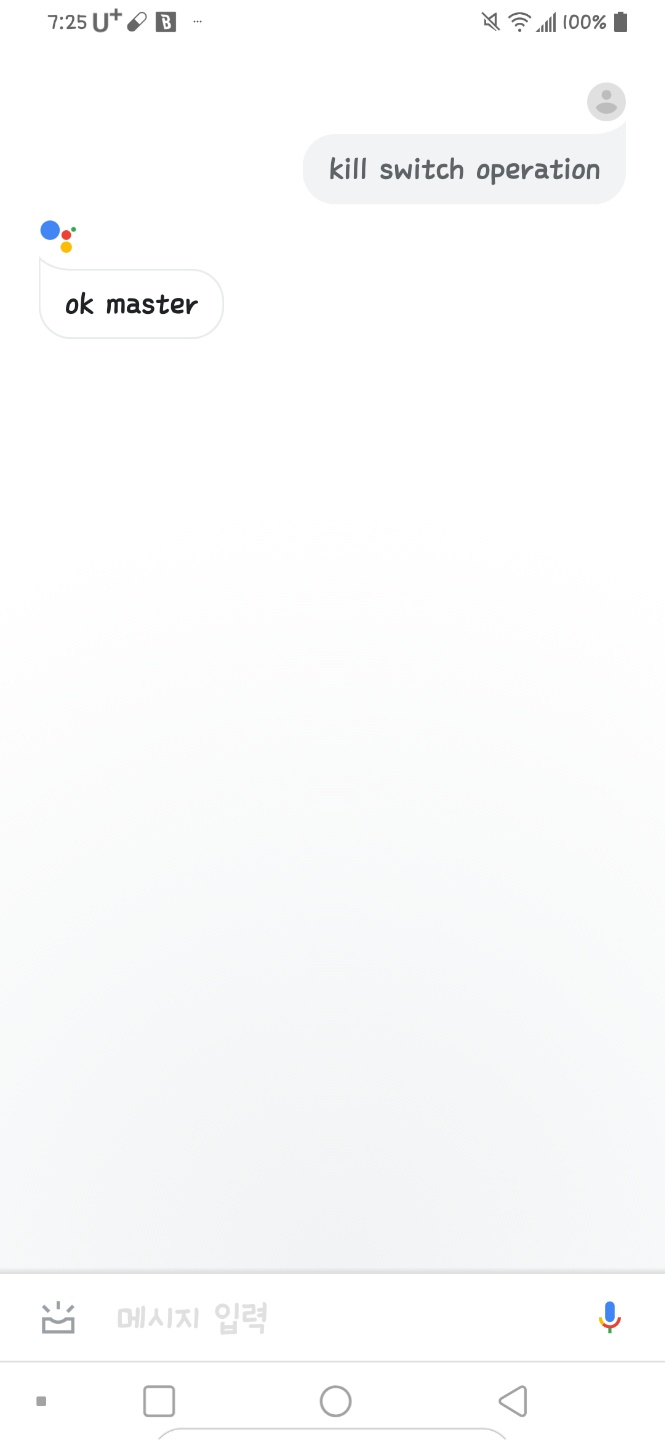 7:25 U+ B ...
100%
kill switch operation
ok master
메시지 입력